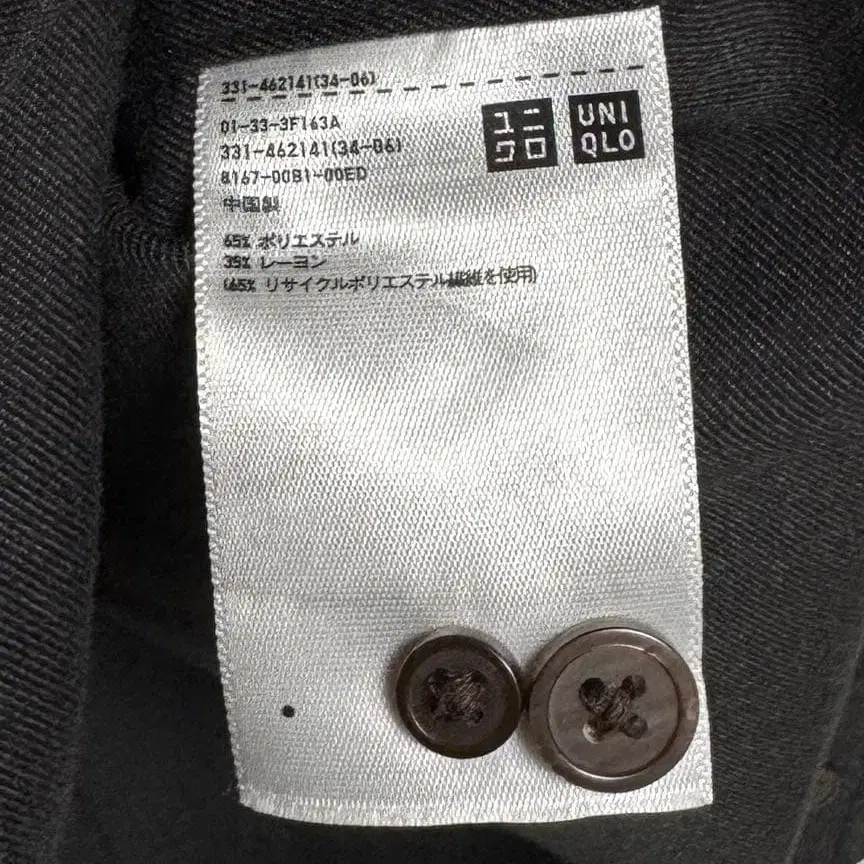 331-462141(34-06)
01-33-3F163A
331-462141(34-06)
8167-00B1-00ED
中国製
65% ポリエステル
35% レーヨン
(65% リサイクルポリエステル繊維を使用)
ユニ
クロ
UNI
QLO